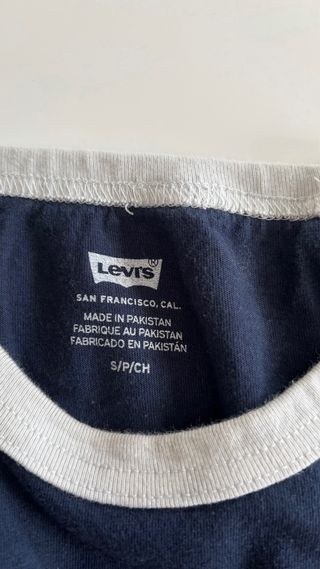 Levi's®
SAN FRANCISCO, CAL.
MADE IN PAKISTAN
FABRIQUE AU PAKISTAN
FABRICADO EN PAKISTÁN
S/P/CH